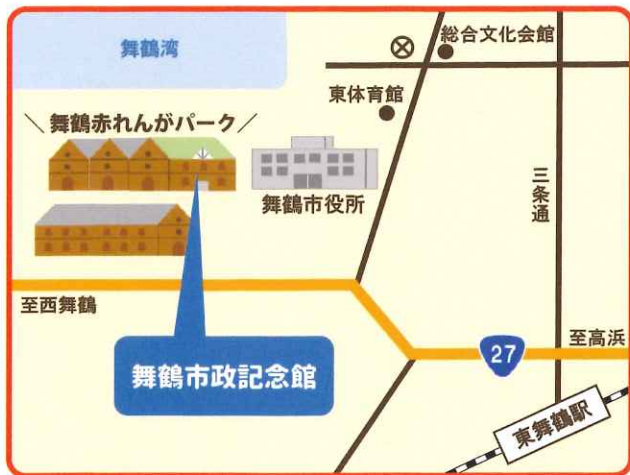 舞鶴湾
総合文化会館
東体育館
＼ 舞鶴赤れんがパーク ／
舞鶴市役所
三条通
至西舞鶴
舞鶴市政記念館
27
至高浜
東舞鶴駅